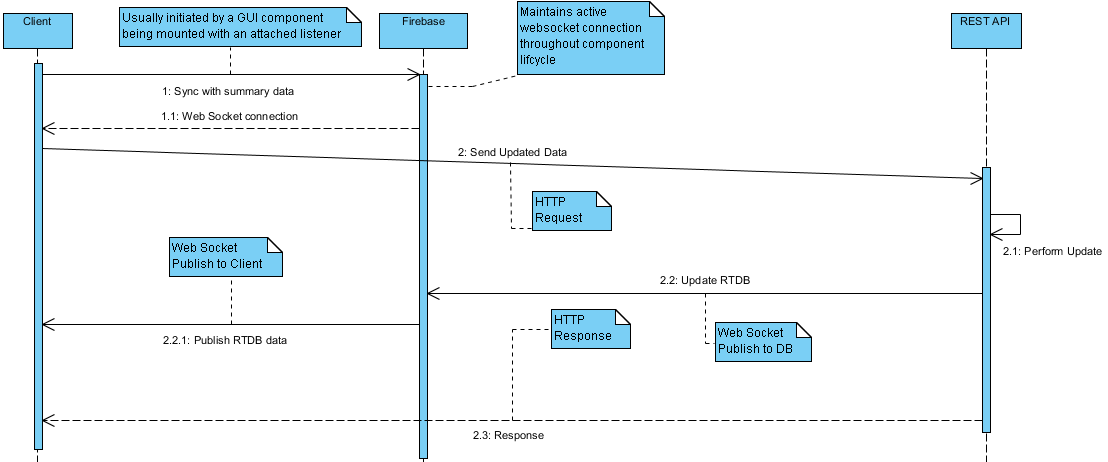 Client
Usually initiated by a GUI component
being mounted with an attached listener
Firebase
Maintains active
websocket connection
throughout component
lifcycle
REST API
1: Sync with summary data
1.1: Web Socket connection
2: Send Updated Data
HTTP
Request
2.1: Perform Update
Web Socket
Publish to Client
2.2: Update RTDB
HTTP
Response
Web Socket
Publish to DB
2.2.1: Publish RTDB data
2.3: Response